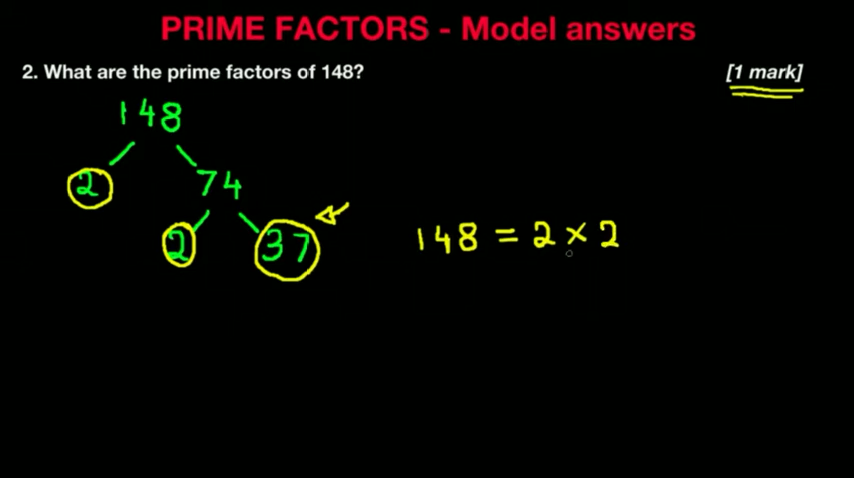 PRIME FACTORS - Model answers
2. What are the prime factors of 148? [1 mark]
148
2 74
2 37
148 = 2 × 2